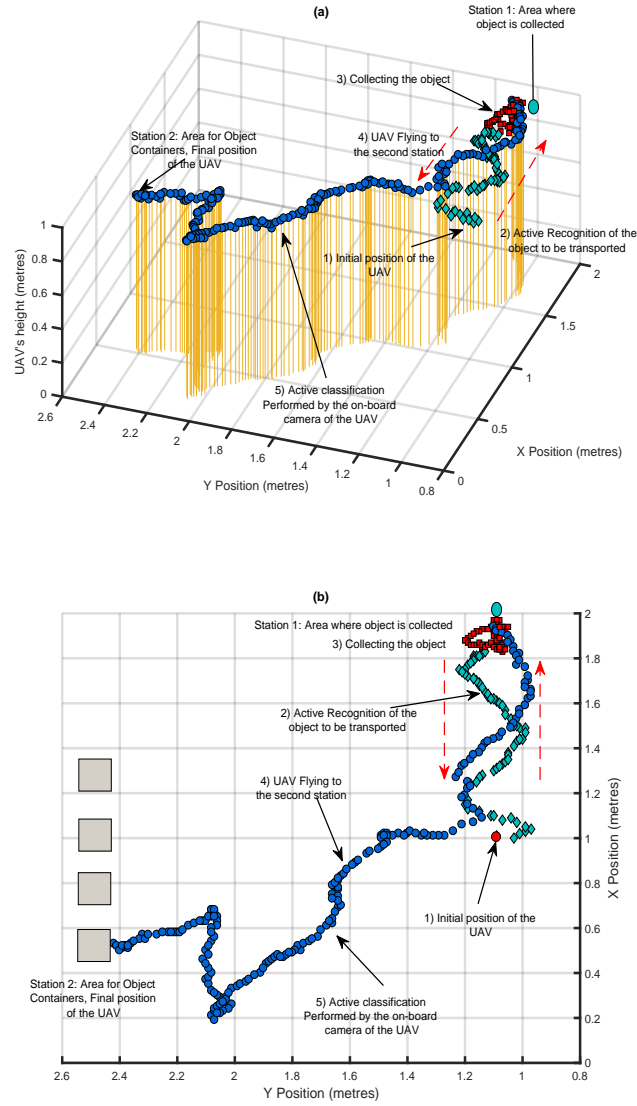 (a)
Station 1: Area where
object is collected
3) Collecting the object
Station 2: Area for Object
Containers, Final position
of the UAV
4) UAV Flying to
the second station
2) Active Recognition of the
object to be transported
1) Initial position of the
UAV
5) Active classification
Performed by the on-board
camera of the UAV
UAV's height (metres)
1
0.8
0.6
0.4
0.2
0
2.6
2.4
2.2
2
1.8
1.6
1.4
1.2
1
0.8
Y Position (metres)
0
0.5
1
1.5
2
X Position (metres)
(b)
Station 1: Area where object is collected
3) Collecting the object
2) Active Recognition of the
object to be transported
4) UAV Flying to
the second station
1) Initial position of the
UAV
Station 2: Area for Object
Containers, Final position
of the UAV
5) Active classification
Performed by the on-board
camera of the UAV
2
1.8
1.6
1.4
1.2
1
0.8
0.6
0.4
0.2
0
X Position (metres)
2.6
2.4
2.2
2
1.8
1.6
1.4
1.2
1
0.8
Y Position (metres)